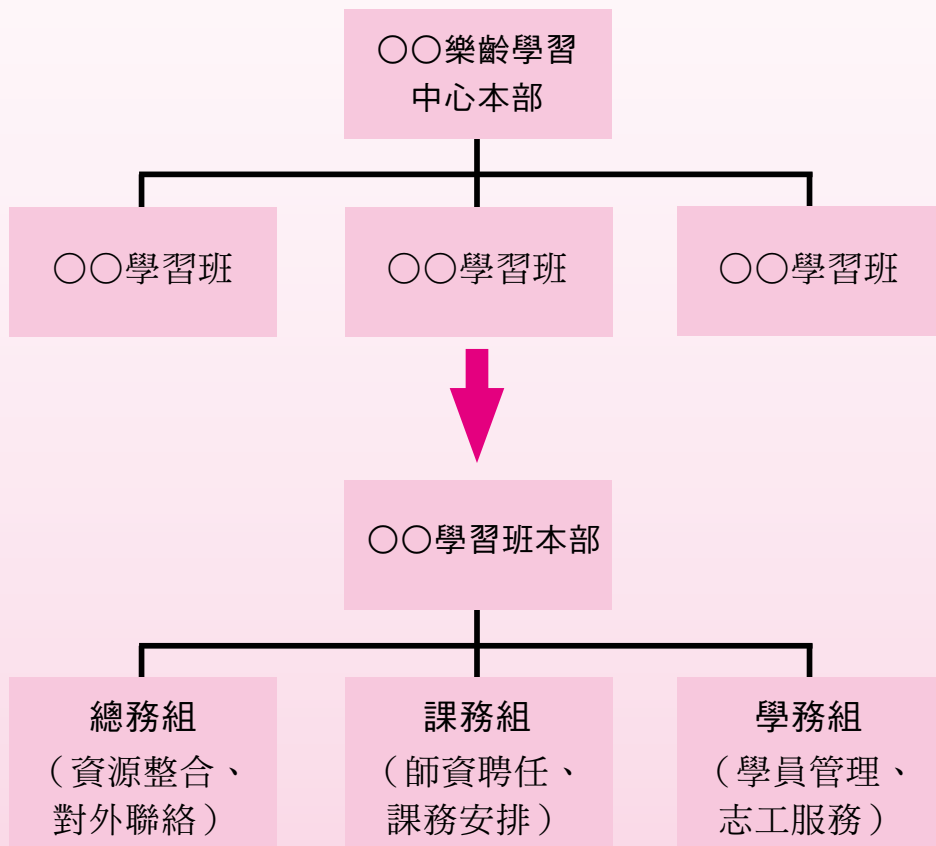 ○○樂齡學習
中心本部
○○學習班
○○學習班
○○學習班
○○學習班本部
總務組
（資源整合、
對外聯絡）
課務組
（師資聘任、
課務安排）
學務組
（學員管理、
志工服務）